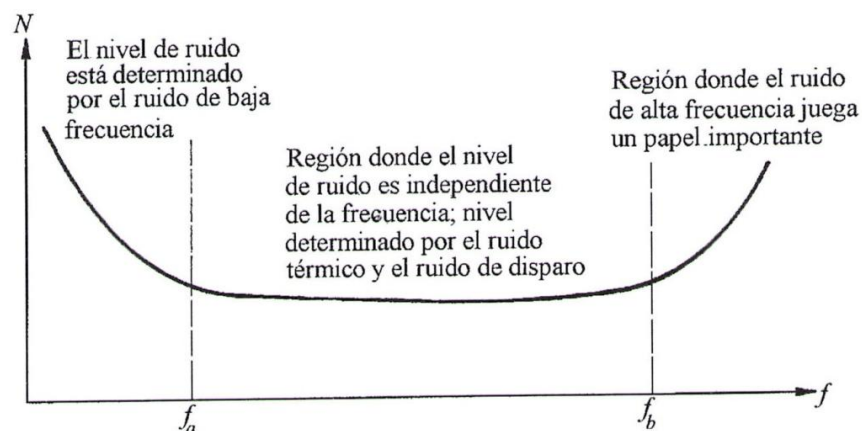 N
El nivel de ruido
está determinado
por el ruido de baja
frecuencia
Región donde el nivel
de ruido es independiente
de la frecuencia; nivel
determinado por el ruido
térmico y el ruido de disparo
Región donde el ruido
de alta frecuencia juega
un papel importante
f
fa
fb